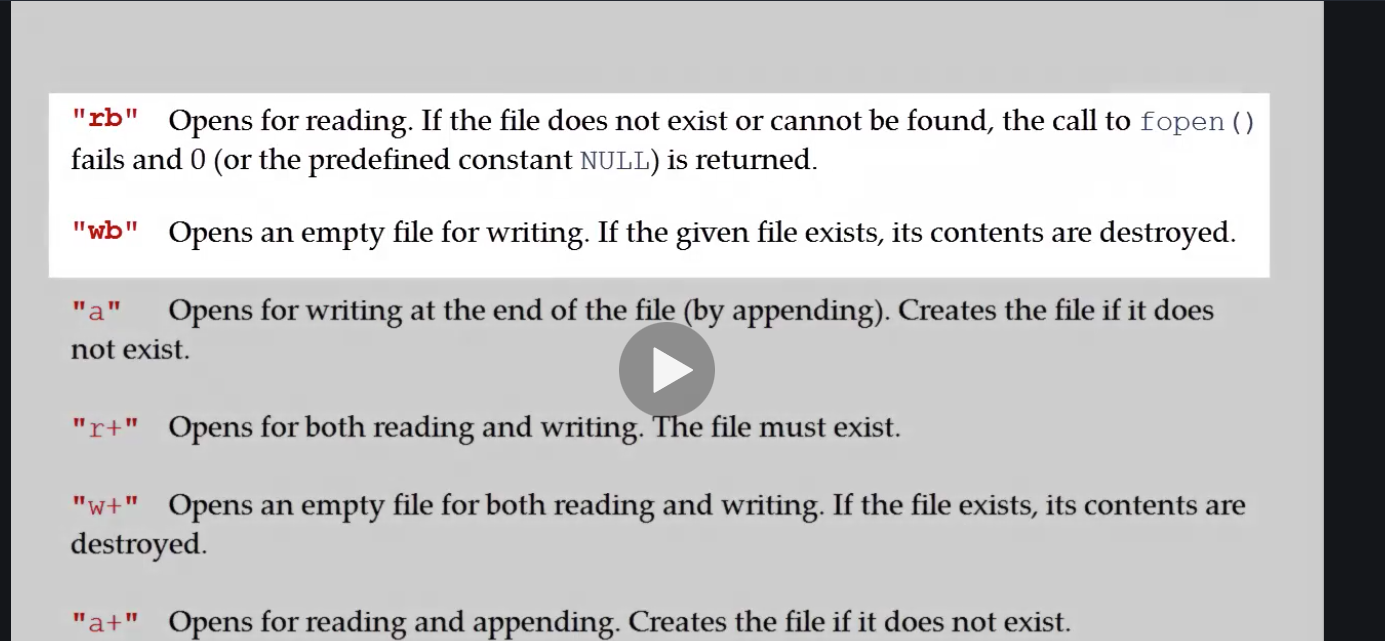 "rb" Opens for reading. If the file does not exist or cannot be found, the call to fopen()
fails and 0 (or the predefined constant NULL) is returned.
"wb" Opens an empty file for writing. If the given file exists, its contents are destroyed.
"a" Opens for writing at the end of the file (by appending). Creates the file if it does
not exist.
"r+" Opens for both reading and writing. The file must exist.
"w+" Opens an empty file for both reading and writing. If the file exists, its contents are
destroyed.
"a+" Opens for reading and appending. Creates the file if it does not exist.